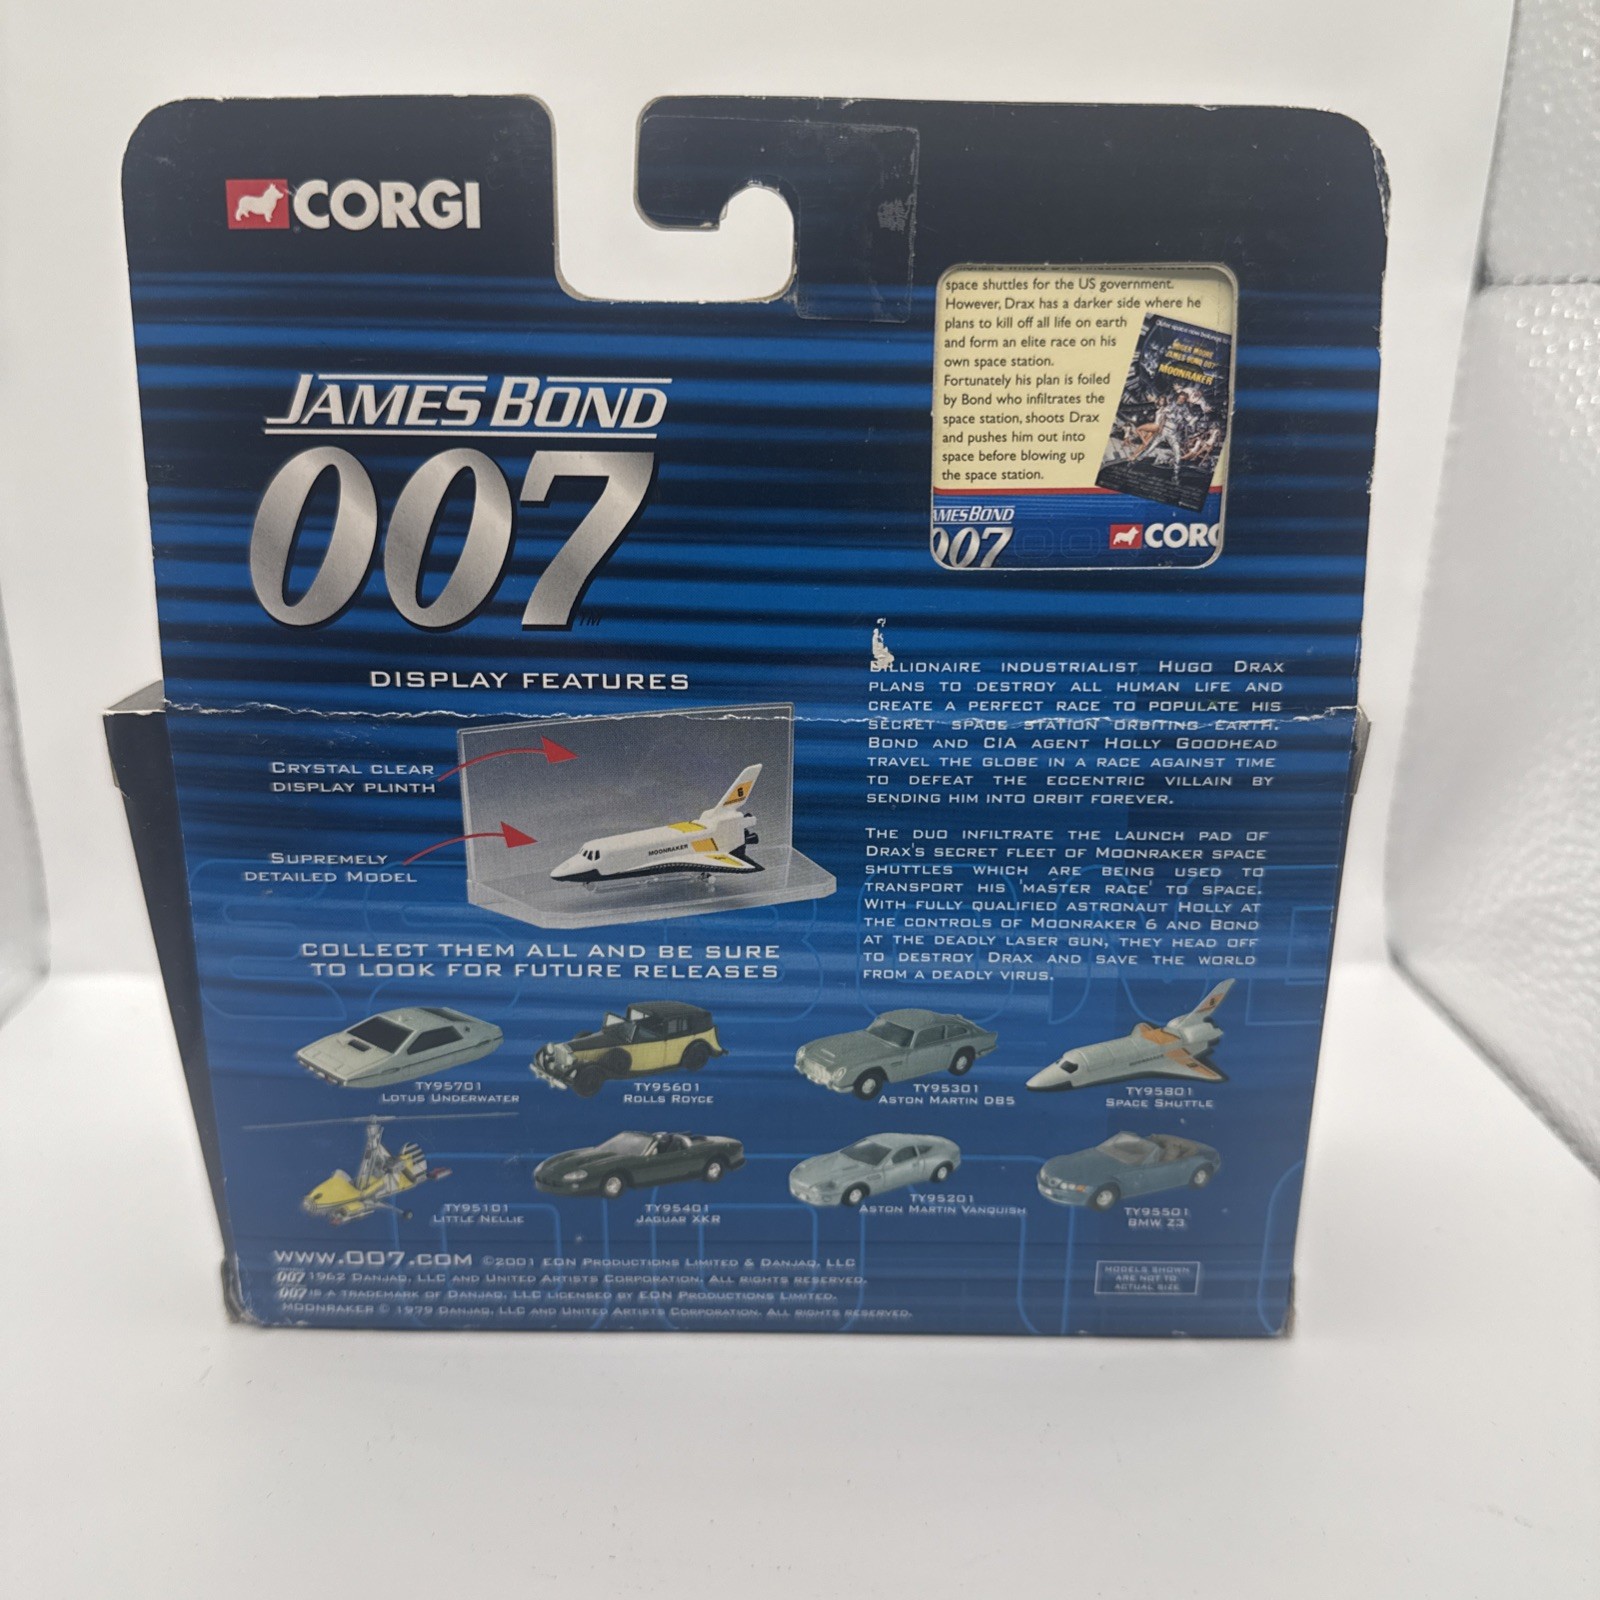 CORGI
JAMES BOND
007
TM
space shuttles for the US government.
However, Drax has a darker side where he
plans to kill off all life on earth
and form an elite race on his
own space station.
Fortunately his plan is foiled
by Bond who infiltrates the
space station, shoots Drax
and pushes him out into
space before blowing up
the space station.
MOONRAKER
AMES BOND
007
CORG
DISPLAY FEATURES
CRYSTAL CLEAR
DISPLAY PLINTH
SUPREMELY
DETAILED MODEL
MOONRAKER
6
BILLIONAIRE INDUSTRIALIST HUGO DRAX
PLANS TO DESTROY ALL HUMAN LIFE AND
CREATE A PERFECT RACE TO POPULATE HIS
SECRET SPACE STATION ORBITING EARTH.
BOND AND CIA AGENT HOLLY GOODHEAD
TRAVEL THE GLOBE IN A RACE AGAINST TIME
TO DEFEAT THE ECCENTRIC VILLAIN BY
SENDING HIM INTO ORBIT FOREVER.
THE DUO INFILTRATE THE LAUNCH PAD OF
DRAX'S SECRET FLEET OF MOONRAKER SPACE
SHUTTLES WHICH ARE BEING USED TO
TRANSPORT HIS 'MASTER RACE' TO SPACE.
WITH FULLY QUALIFIED ASTRONAUT HOLLY AT
THE CONTROLS OF MOONRAKER 6 AND BOND
AT THE DEADLY LASER GUN, THEY HEAD OFF
TO DESTROY DRAX AND SAVE THE WORLD
FROM A DEADLY VIRUS.
COLLECT THEM ALL AND BE SURE
TO LOOK FOR FUTURE RELEASES
TY95701
LOTUS UNDERWATER
TY95601
ROLLS ROYCE
TY95301
ASTON MARTIN DB5
TY95801
SPACE SHUTTLE
TY95101
LITTLE NELLIE
TY95401
JAGUAR XKR
TY95201
ASTON MARTIN VANQUISH
TY95501
BMW Z3
WWW.007.COM ©2001 EON PRODUCTIONS LIMITED & DANJAQ, LLC
007 1962 DANJAQ, LLC AND UNITED ARTISTS CORPORATION. ALL RIGHTS RESERVED.
007 IS A TRADEMARK OF DANJAQ, LLC LICENSED BY EON PRODUCTIONS LIMITED.
MOONRAKER © 1979 DANJAQ, LLC AND UNITED ARTISTS CORPORATION. ALL RIGHTS RESERVED.
MODELS SHOWN
ARE NOT TO
ACTUAL SIZE